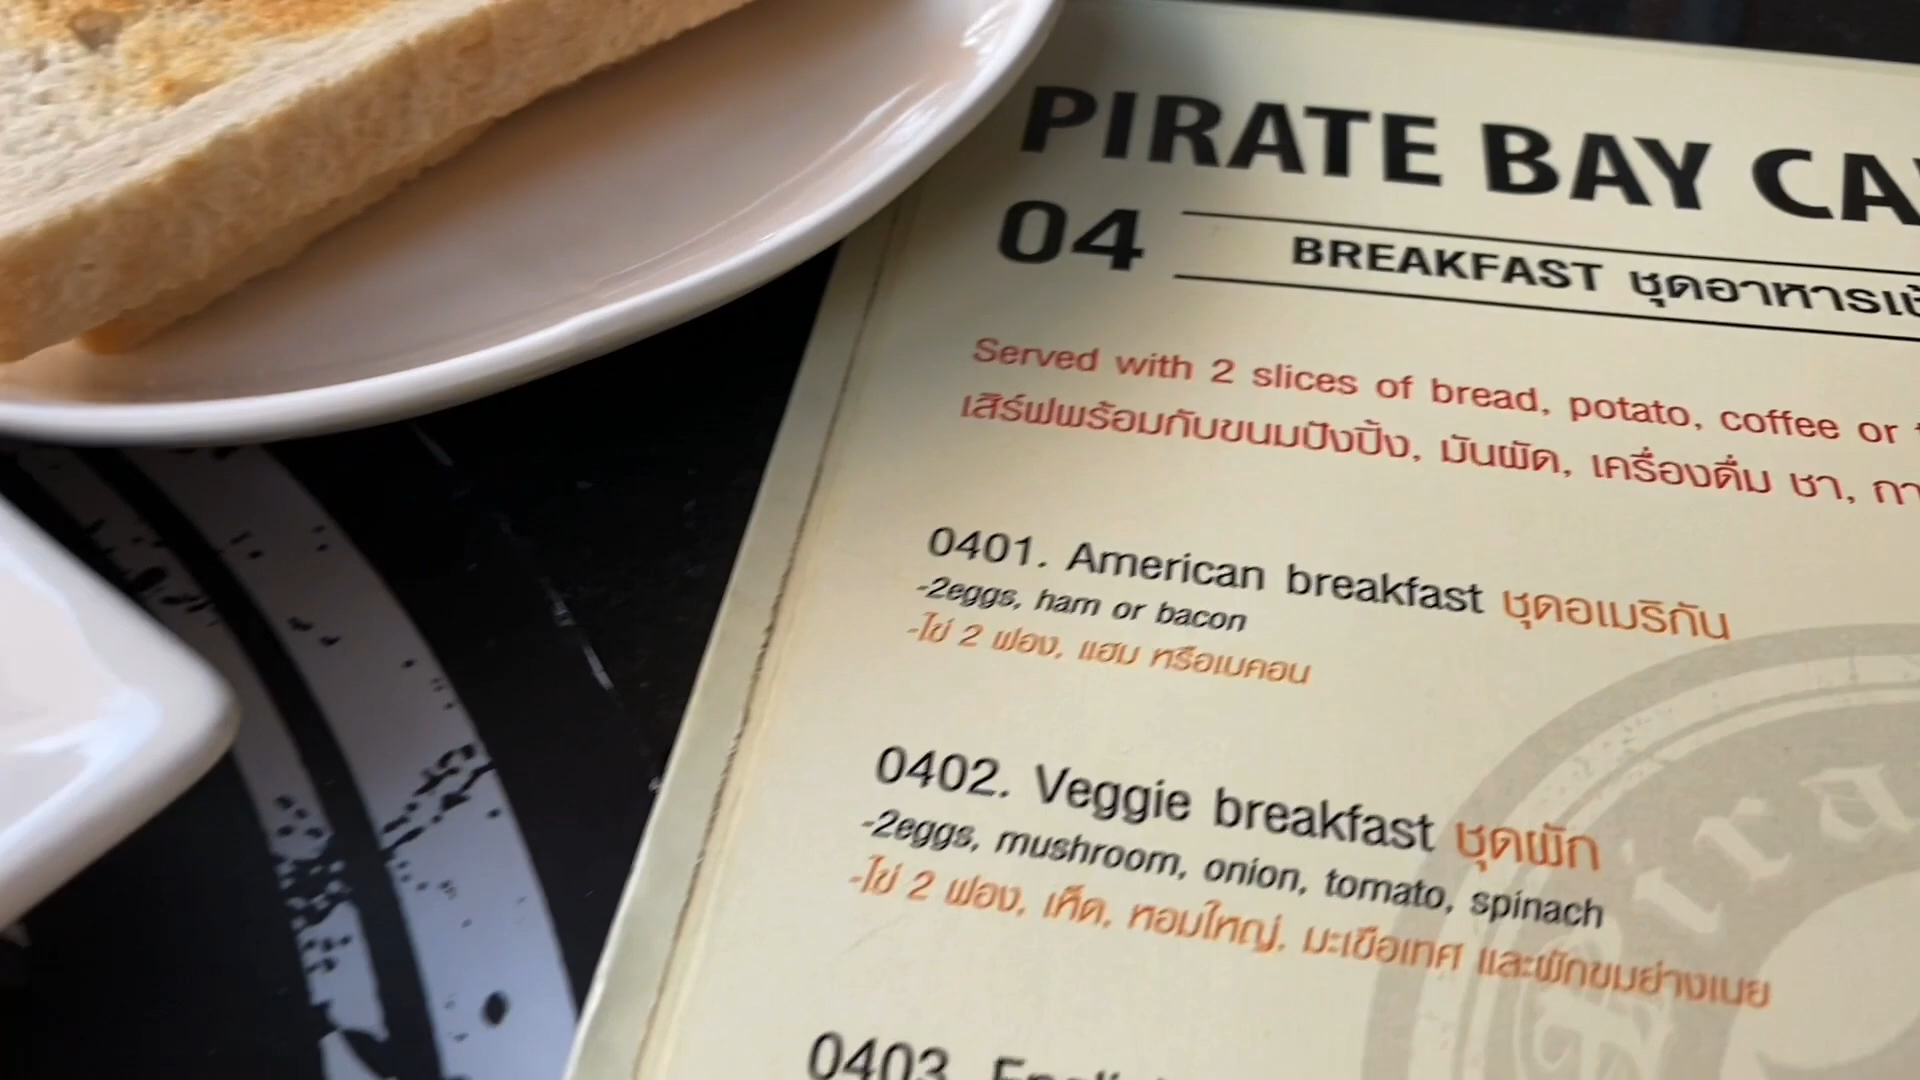 PIRATE BAY
04
BREAKFAST ชุดอาหารเช้
Served with 2 slices of bread, potato, coffee or
เสิร์ฟพร้อมกับขนมปังปิ้ง, มันผัด, เครื่องดื่ม ชา, กา
0401. American breakfast ชุดอเมริกัน
-2eggs, ham or bacon
-ไข่ 2 ฟอง, แฮม หรือเบคอน
0402. Veggie breakfast ชุดผัก
-2eggs, mushroom, onion, tomato, spinach
-ไข่ 2 ฟอง, เห็ด, หอมใหญ่, มะเขือเทศ และผักขมย่างเนย
0403.